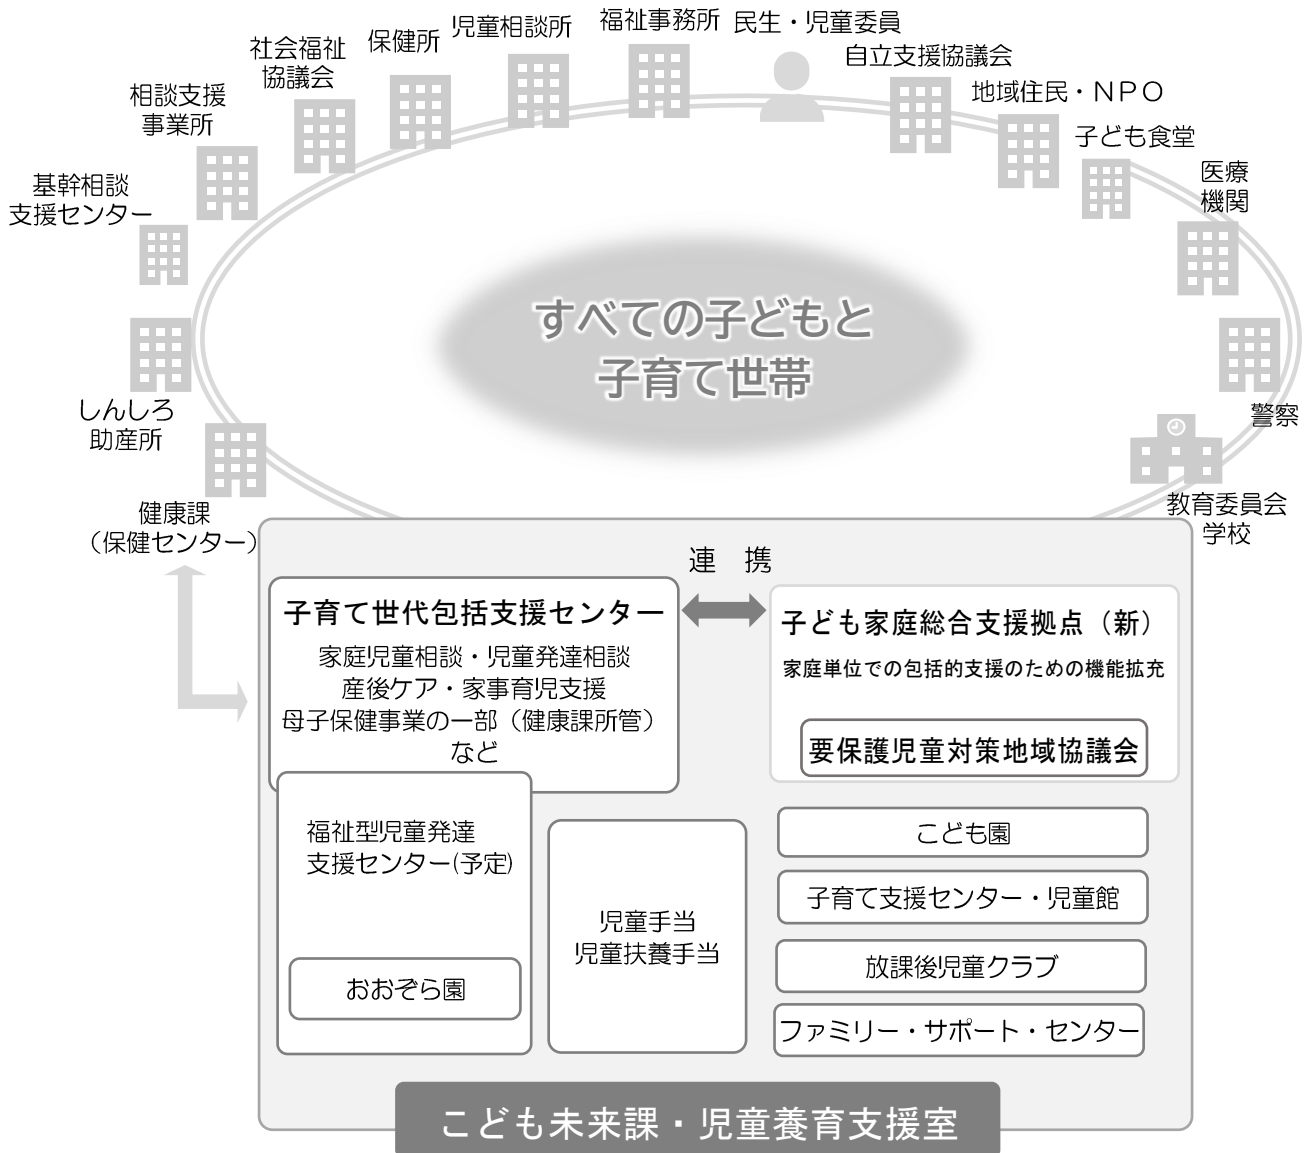 福祉事務所
民生・児童委員
児童相談所
保健所
社会福祉
協議会
自立支援協議会
相談支援
事業所
地域住民・ＮＰＯ
子ども食堂
基幹相談
支援センター
医療
機関
すべての子どもと
子育て世帯
しんしろ
助産所
警察
健康課
（保健センター）
教育委員会
学校
連　携
子育て世代包括支援センター
家庭児童相談・児童発達相談
産後ケア・家事育児支援
母子保健事業の一部（健康課所管）
など
子ども家庭総合支援拠点（新）
家庭単位での包括的支援のための機能拡充
要保護児童対策地域協議会
福祉型児童発達
支援センター(予定)
おおぞら園
児童手当
児童扶養手当
こども園
子育て支援センター・児童館
放課後児童クラブ
ファミリー・サポート・センター
こども未来課・児童養育支援室